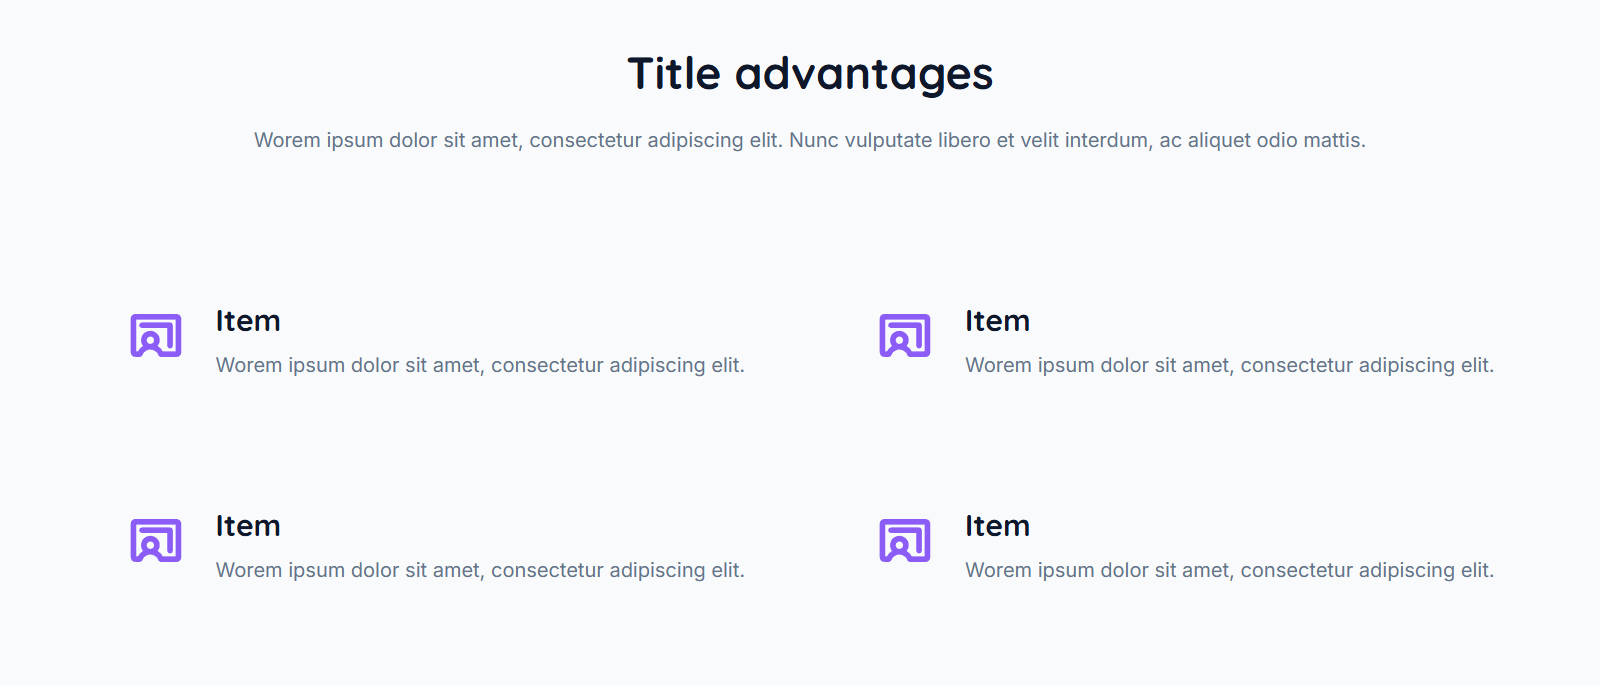 Title advantages
Worem ipsum dolor sit amet, consectetur adipiscing elit. Nunc vulputate libero et velit interdum, ac aliquet odio mattis.
Item
Worem ipsum dolor sit amet, consectetur adipiscing elit.
Item
Worem ipsum dolor sit amet, consectetur adipiscing elit.
Item
Worem ipsum dolor sit amet, consectetur adipiscing elit.
Item
Worem ipsum dolor sit amet, consectetur adipiscing elit.